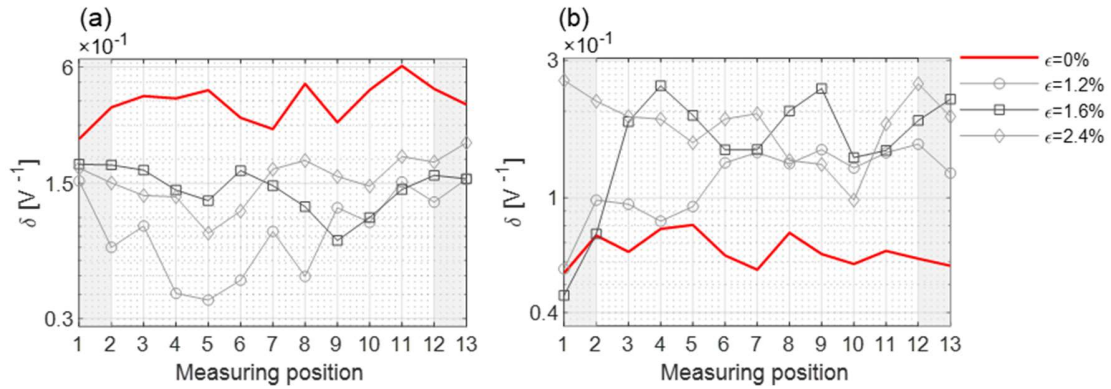 (a)
×10⁻¹
6
1.5
0.3
δ [V⁻¹]
1 2 3 4 5 6 7 8 9 10 11 12 13
Measuring position
(b)
×10⁻¹
3
1
0.4
δ [V⁻¹]
1 2 3 4 5 6 7 8 9 10 11 12 13
Measuring position
ϵ=0%
ϵ=1.2%
ϵ=1.6%
ϵ=2.4%